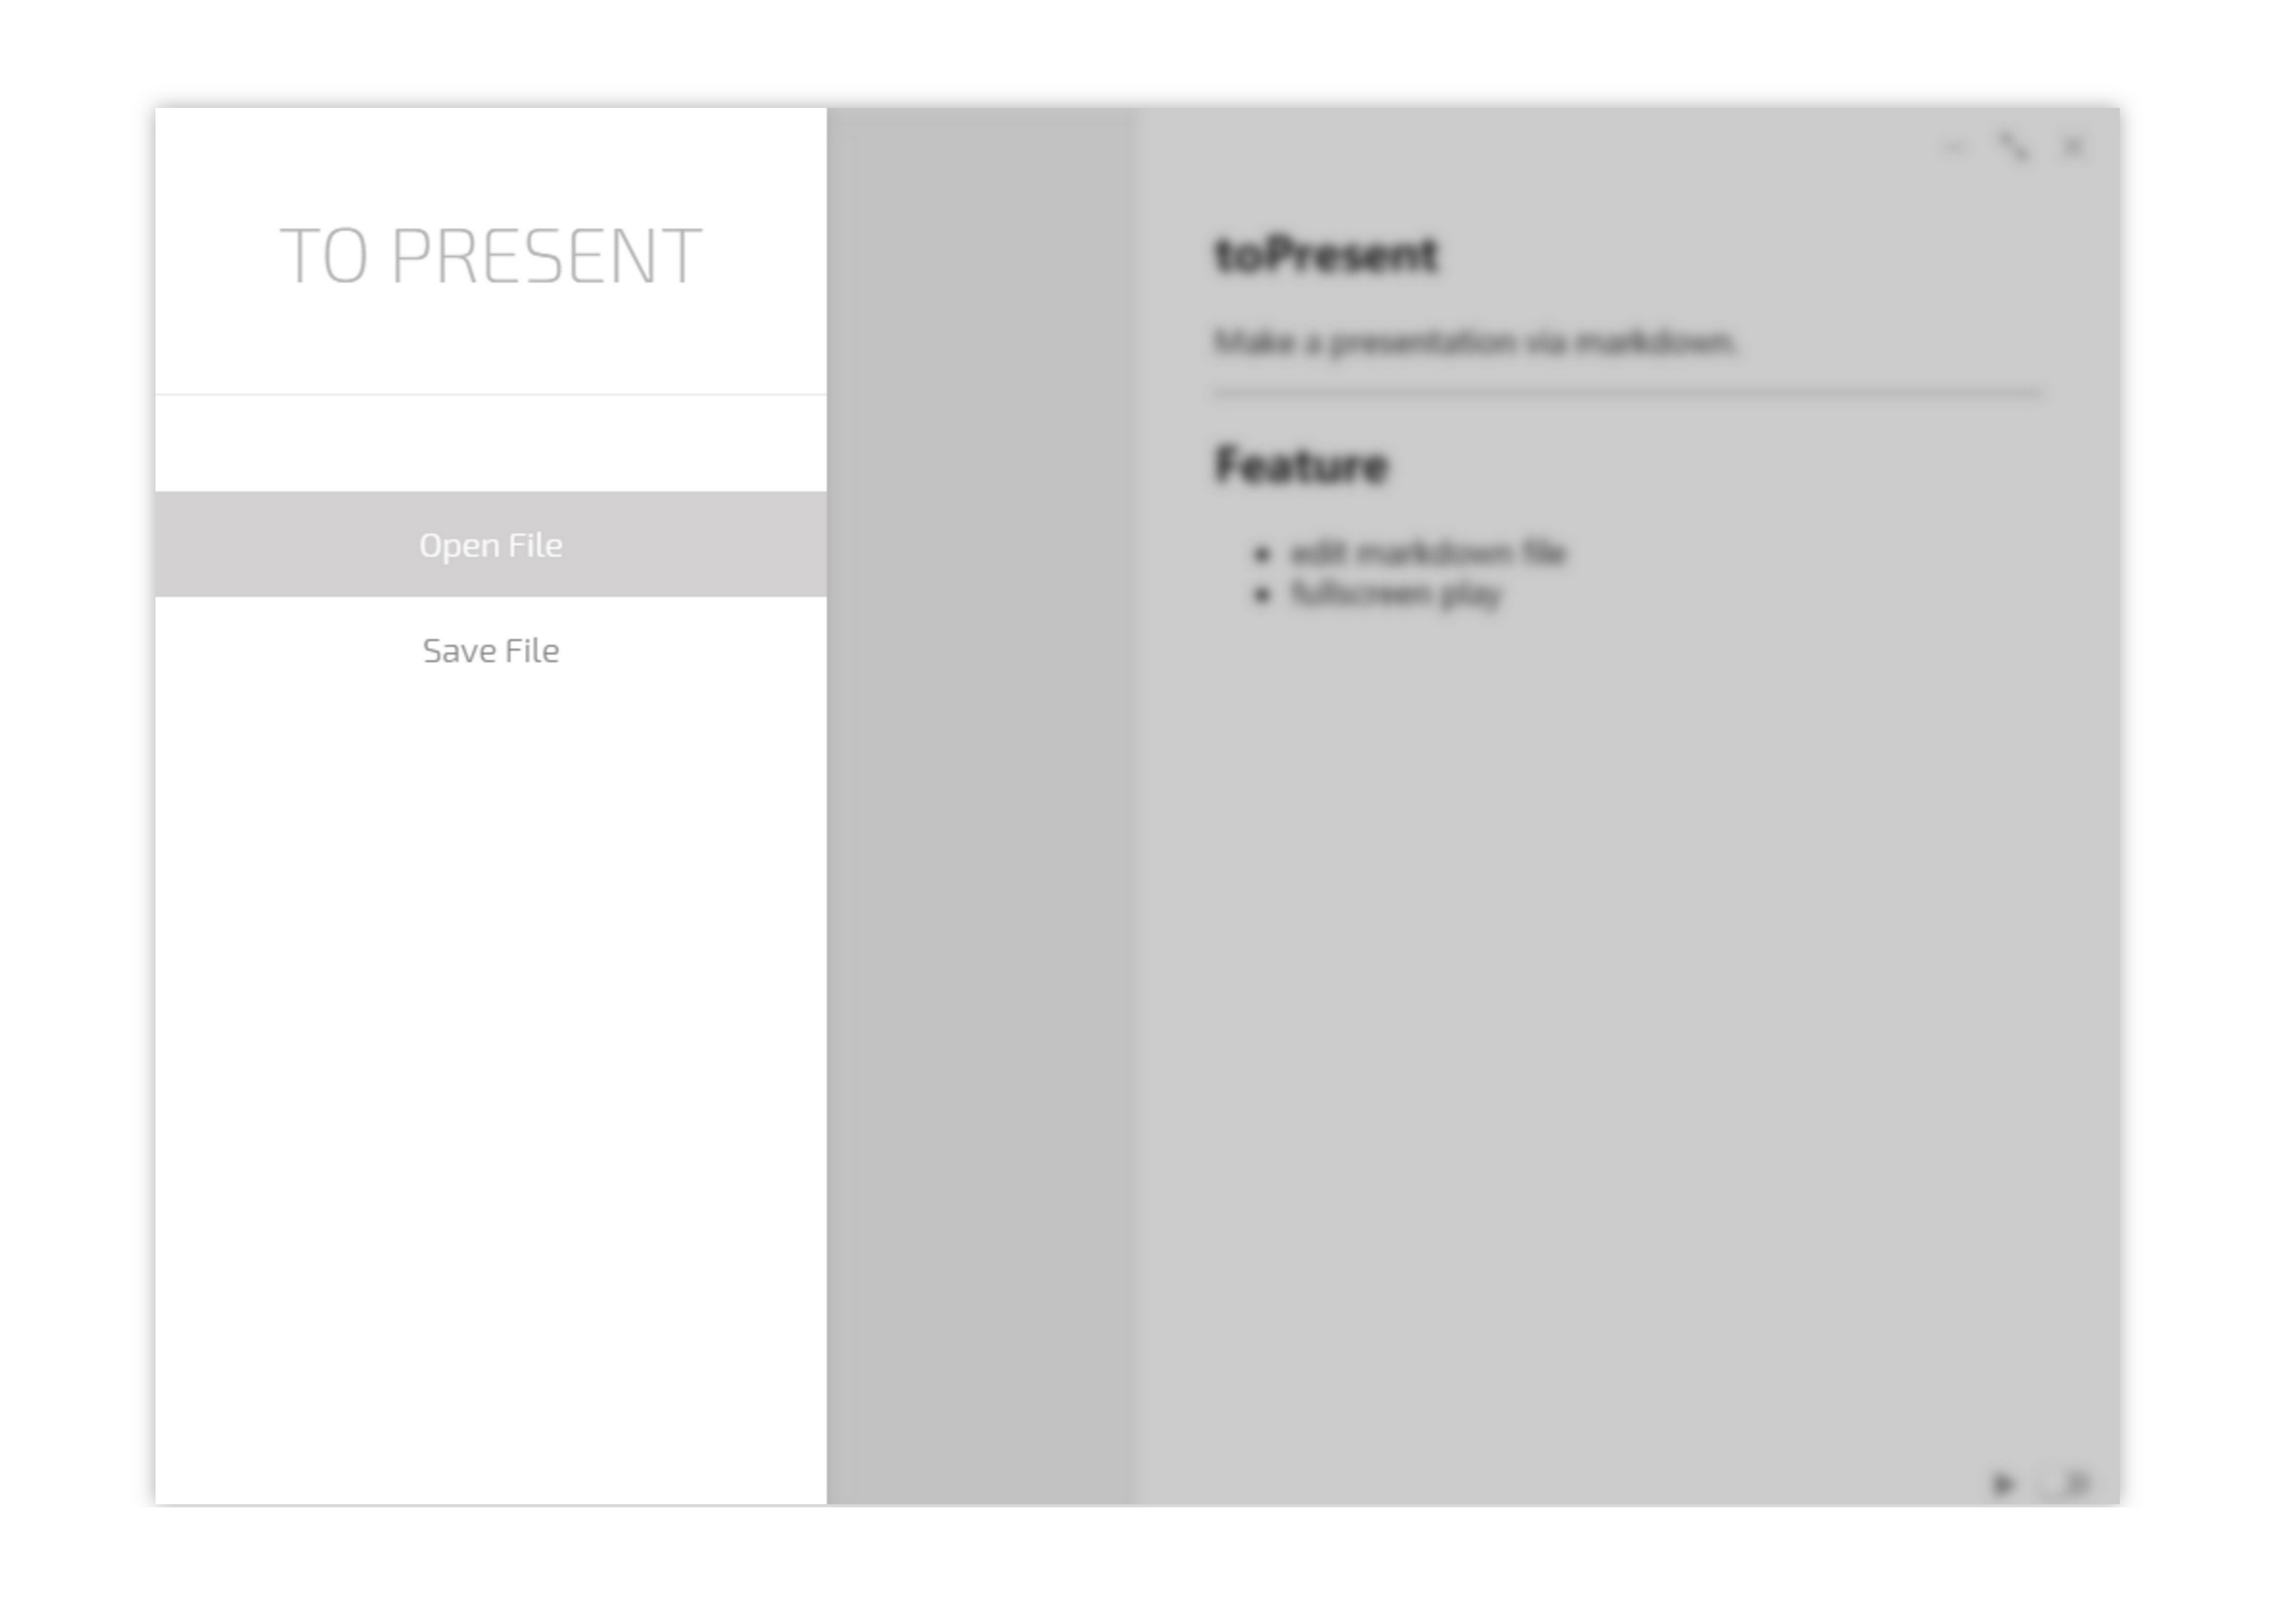 TO PRESENT
Open File
Save File
toPresent
Make a presentation via markdown.
Feature
• edit markdown file
• fullscreen play